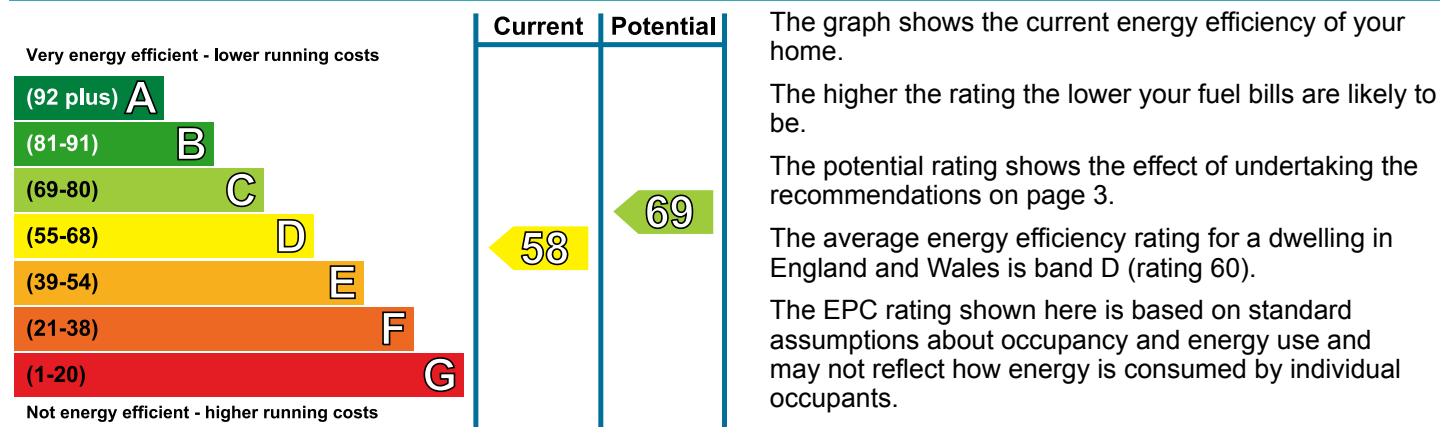 Current Potential
Very energy efficient - lower running costs
(92 plus) A
(81-91) B
(69-80) C
(55-68) D
(39-54) E
(21-38) F
(1-20) G
Not energy efficient - higher running costs
58
69
The graph shows the current energy efficiency of your
home.
The higher the rating the lower your fuel bills are likely to
be.
The potential rating shows the effect of undertaking the
recommendations on page 3.
The average energy efficiency rating for a dwelling in
England and Wales is band D (rating 60).
The EPC rating shown here is based on standard
assumptions about occupancy and energy use and
may not reflect how energy is consumed by individual
occupants.